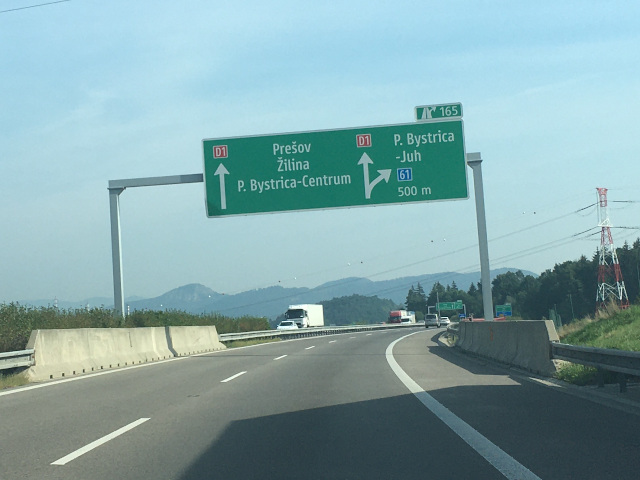 165
D1
Prešov
Žilina
P. Bystrica-Centrum
D1
P. Bystrica
-Juh
61
500 m